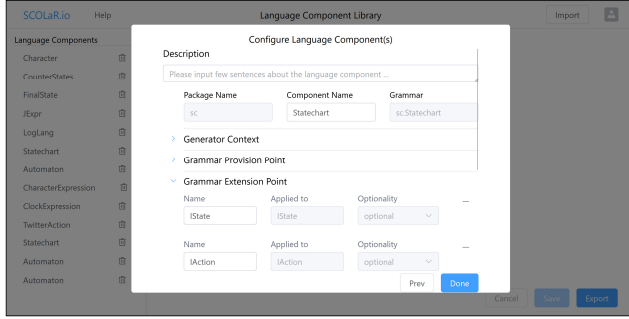 SCOLaR.io Help Language Component Library Import
Language Components
Character
CounterStates
FinalState
JExpr
LogLang
Statechart
Automaton
CharacterExpression
ClockExpression
TwitterAction
Statechart
Automaton
Automaton
Configure Language Component(s)
Description
Please input few sentences about the language component ...
Package Name Component Name Grammar
sc Statechart sc.Statechart
Generator Context
Grammar Provision Point
Grammar Extension Point
Name Applied to Optionality
IState IState optional
Name Applied to Optionality
IAction IAction optional
Prev Done
Cancel Save Export